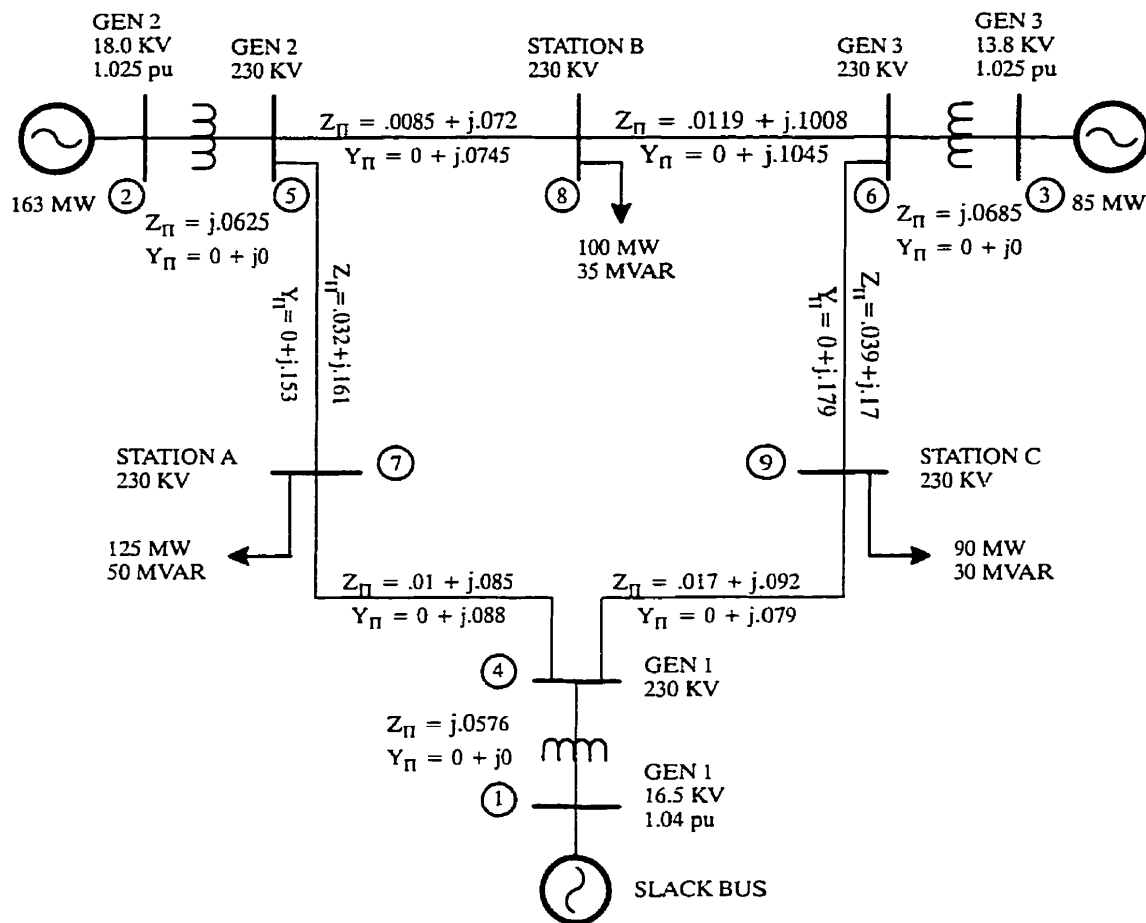 GEN 2
18.0 KV
1.025 pu
GEN 2
230 KV
STATION B
230 KV
GEN 3
230 KV
GEN 3
13.8 KV
1.025 pu
Z_Π = .0085 + j.072
Y_Π = 0 + j.0745
Z_Π = .0119 + j.1008
Y_Π = 0 + j.1045
163 MW
2
5
8
6
3
85 MW
Z_Π = j.0625
Y_Π = 0 + j0
100 MW
35 MVAR
Z_Π = j.0685
Y_Π = 0 + j0
Z_Π=.032+j.161
Y_Π= 0+j.153
Z_Π=.039+j.17
Y_Π = 0+j.179
STATION A
230 KV
7
9
STATION C
230 KV
125 MW
50 MVAR
90 MW
30 MVAR
Z_Π = .01 + j.085
Y_Π = 0 + j.088
Z_Π = .017 + j.092
Y_Π = 0 + j.079
4
GEN 1
230 KV
Z_Π = j.0576
Y_Π = 0 + j0
1
GEN 1
16.5 KV
1.04 pu
SLACK BUS